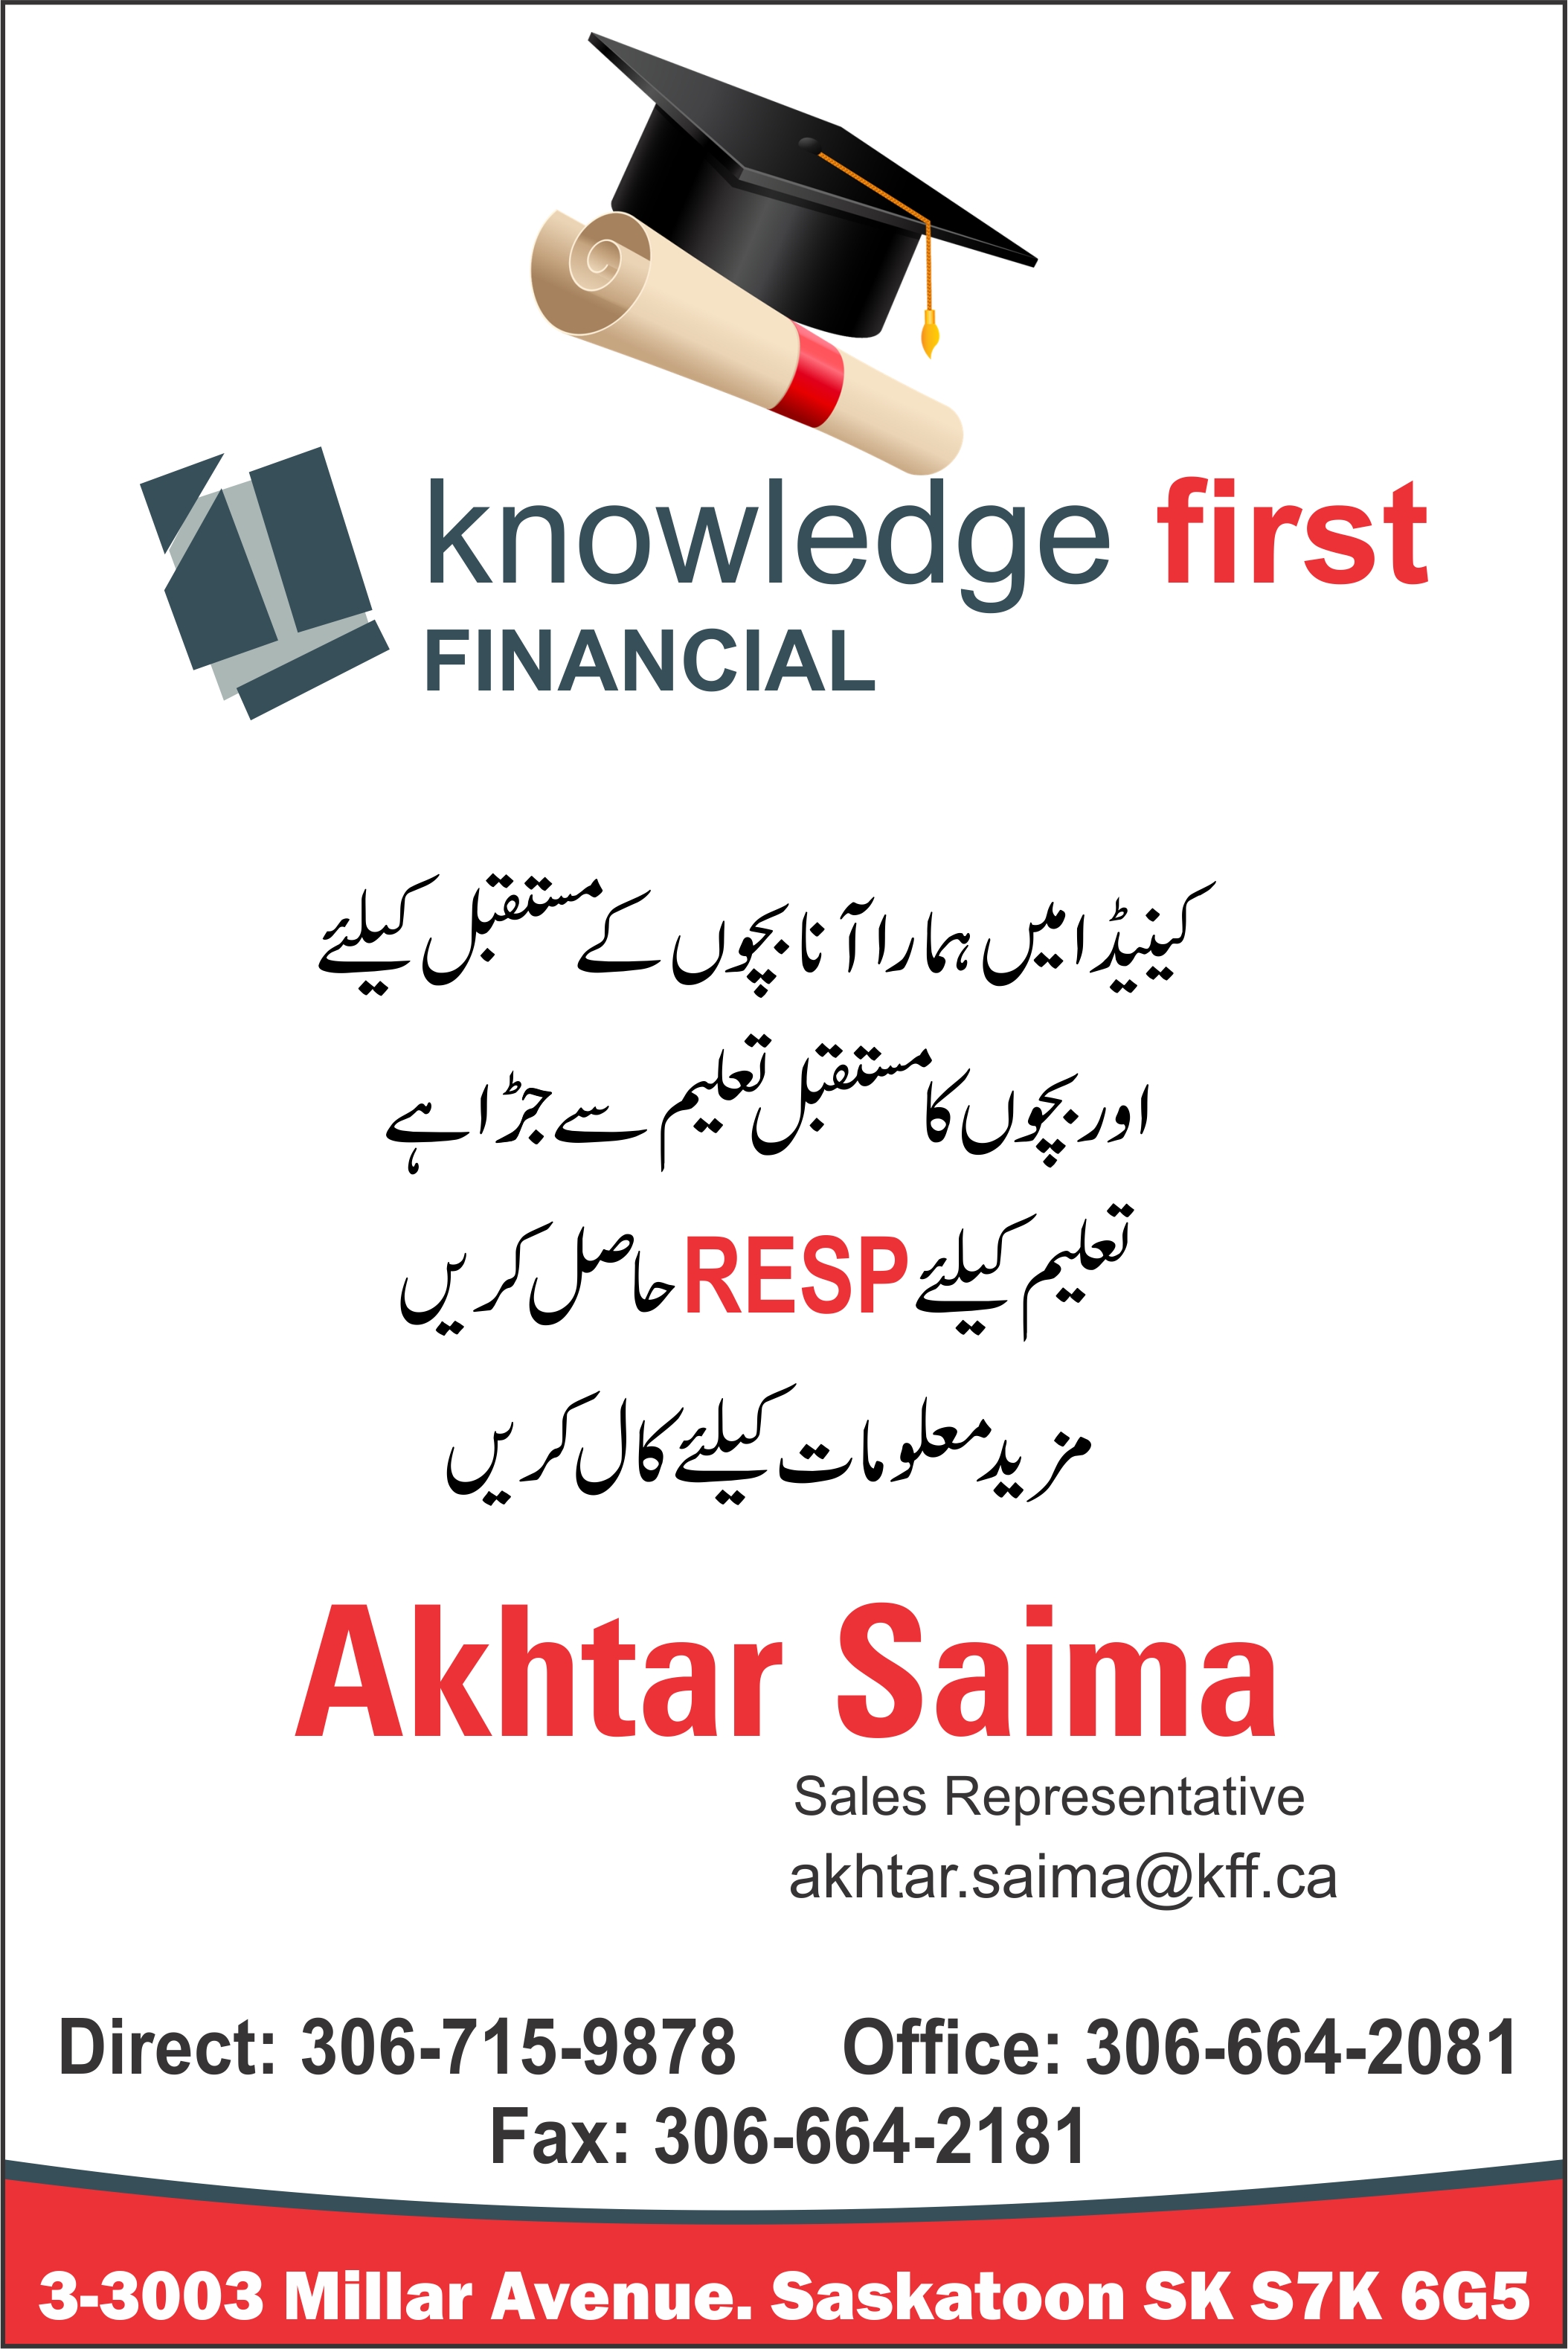 knowledge first
FINANCIAL
کینیڈا میں ہمارا آنا بچوں کے مستقبل کیلئے
اور بچوں کا مستقبل تعلیم سے جڑا ہے
تعلیم کیلئے RESP حاصل کریں
مزید معلومات کیلئے کال کریں
Akhtar Saima
Sales Representative
akhtar.saima@kff.ca
Direct: 306-715-9878 Office: 306-664-2081
Fax: 306-664-2181
3-3003 Millar Avenue. Saskatoon SK S7K 6G5